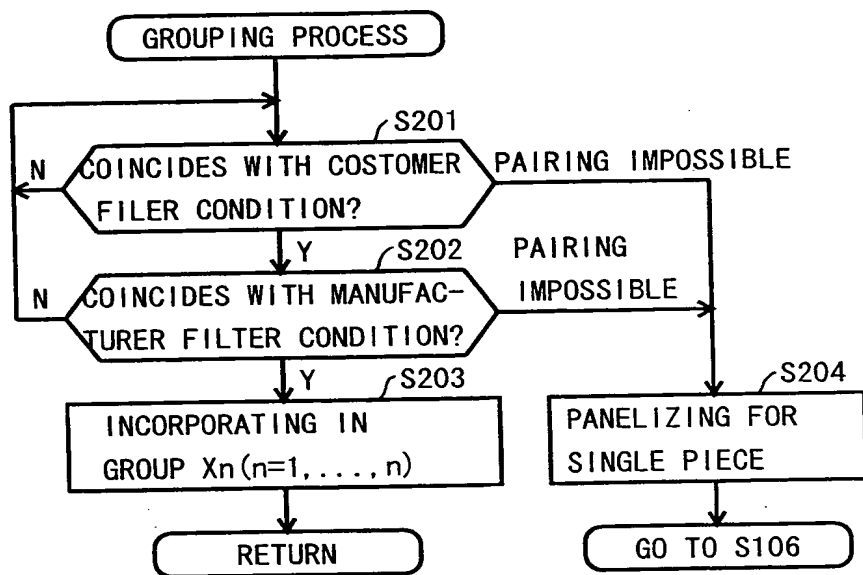 GROUPING PROCESS
S201
N
COINCIDES WITH COSTOMER
FILER CONDITION?
PAIRING IMPOSSIBLE
Y
S202
N
COINCIDES WITH MANUFAC-
TURER FILTER CONDITION?
PAIRING
IMPOSSIBLE
Y
S203
INCORPORATING IN
GROUP Xn(n=1,...,n)
S204
PANELIZING FOR
SINGLE PIECE
RETURN
GO TO S106